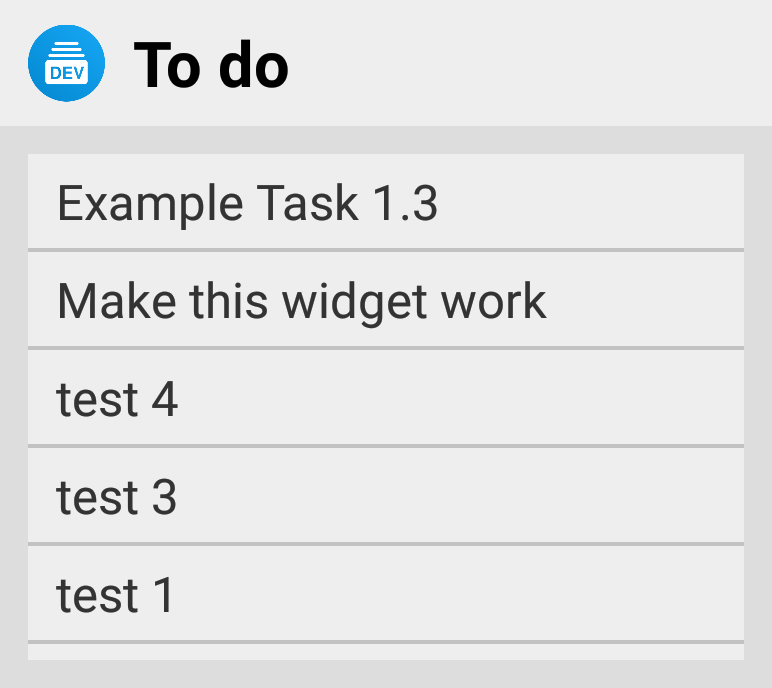 DEV
To do
Example Task 1.3
Make this widget work
test 4
test 3
test 1